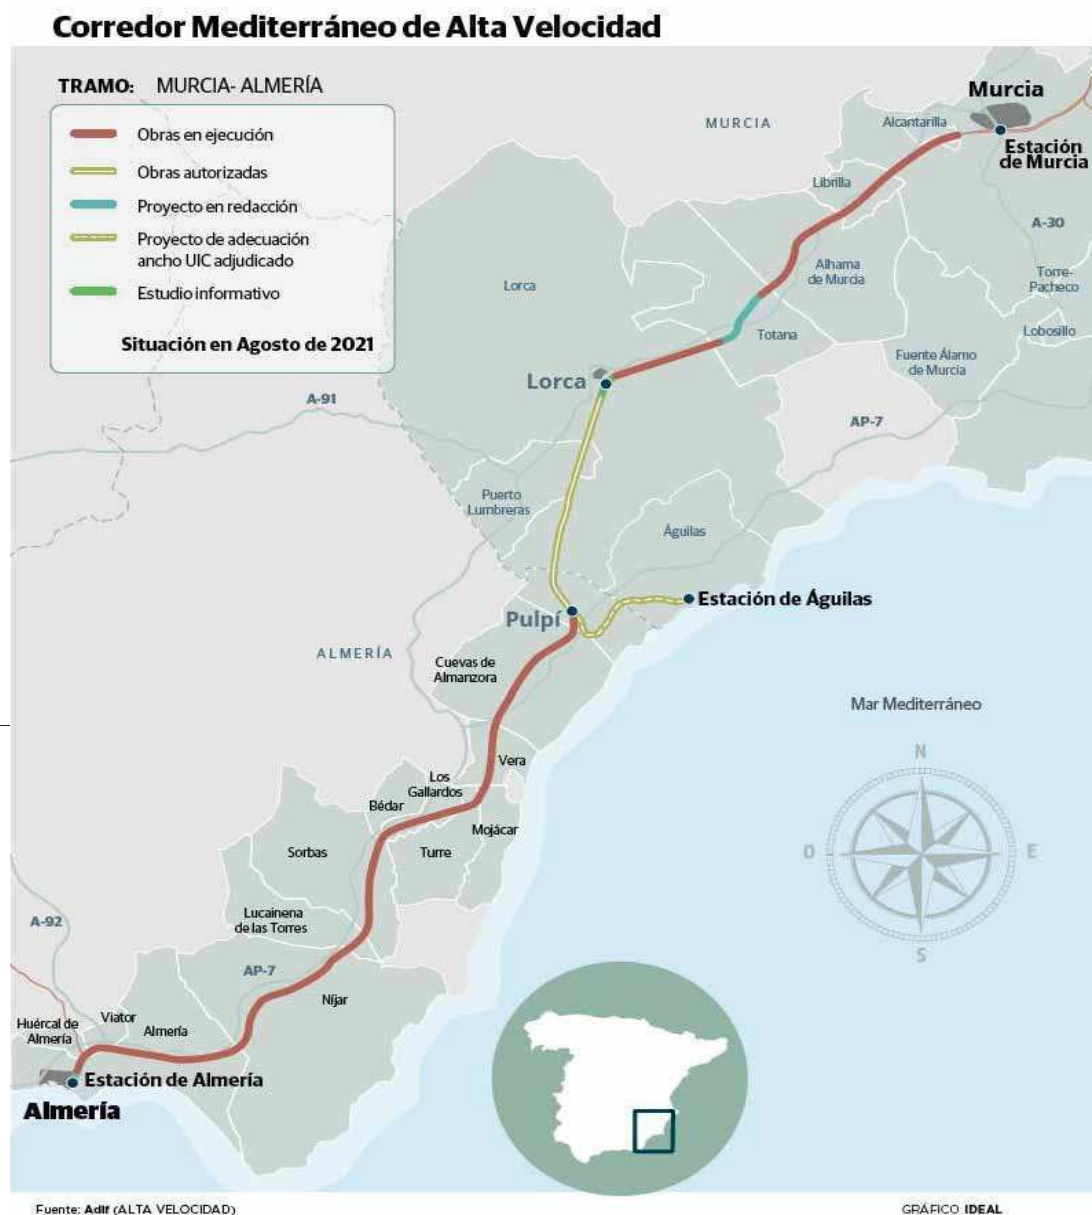 Corredor Mediterráneo de Alta Velocidad
TRAMO: MURCIA- ALMERÍA
Obras en ejecución
Obras autorizadas
Proyecto en redacción
Proyecto de adecuación
ancho UIC adjudicado
Estudio informativo
Situación en Agosto de 2021
Murcia
MURCIA
Alcantarilla
Estación
de Murcia
Librilla
A-30
Alhama
de Murcia
Torre-
Pacheco
Lorca
Totana
Lobosillo
Fuente Álamo
de Murcia
Lorca
A-91
AP-7
Puerto
Lumbreras
Águilas
Estación de Águilas
Pulpí
ALMERÍA
Cuevas de
Almanzora
Mar Mediterráneo
N
Vera
Los
Gallardos
Bédar
Mojácar
Sorbas
Turre
O
E
Lucainena
de las Torres
A-92
S
AP-7
Níjar
Viator
Huércal de
Almería
Almería
Estación de Almería
Almería
Fuente: Adif (ALTA VELOCIDAD)
GRÁFICO IDEAL